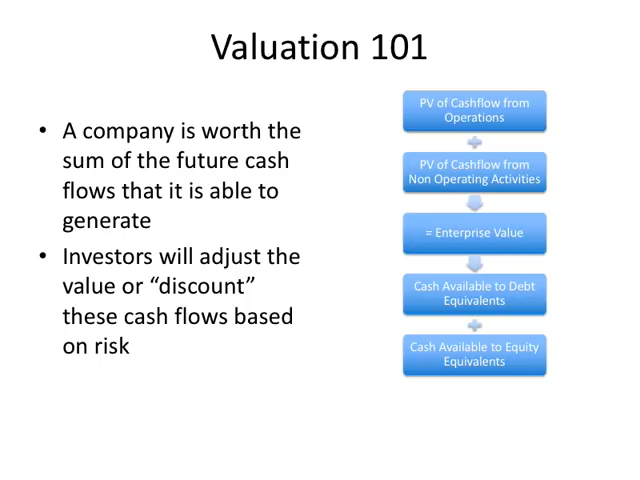 Valuation 101
• A company is worth the
sum of the future cash
flows that it is able to
generate
• Investors will adjust the
value or “discount”
these cash flows based
on risk
PV of Cashflow from
Operations
PV of Cashflow from
Non Operating Activities
= Enterprise Value
Cash Available to Debt
Equivalents
Cash Available to Equity
Equivalents